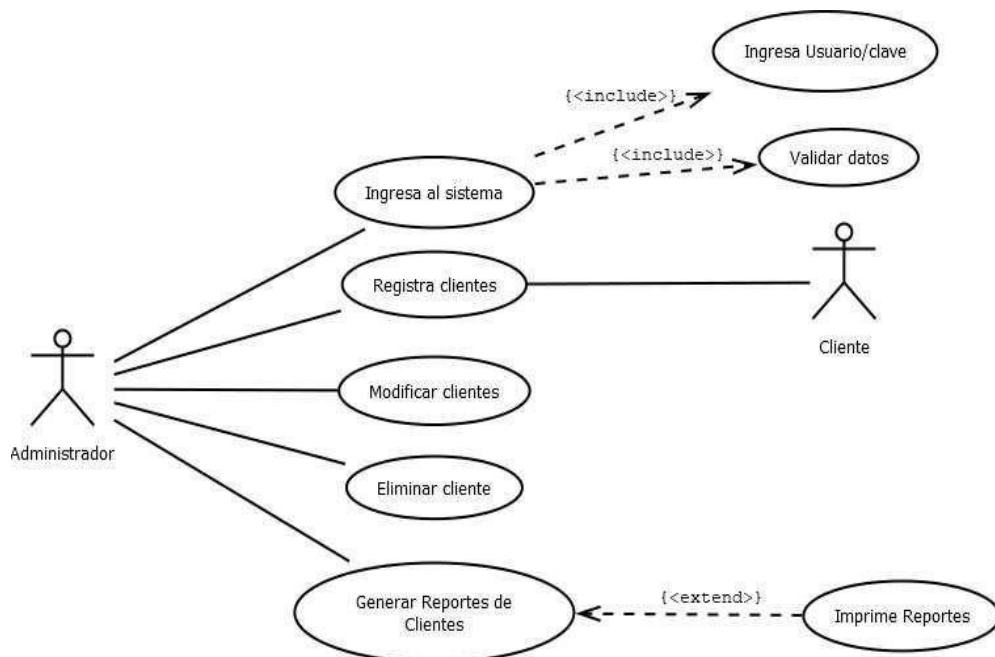 Ingresa Usuario/clave
{<include>}
{<include>}
Validar datos
Ingresa al sistema
Registra clientes
Cliente
Modificar clientes
Administrador
Eliminar cliente
{<extend>}
Generar Reportes de
Clientes
Imprime Reportes